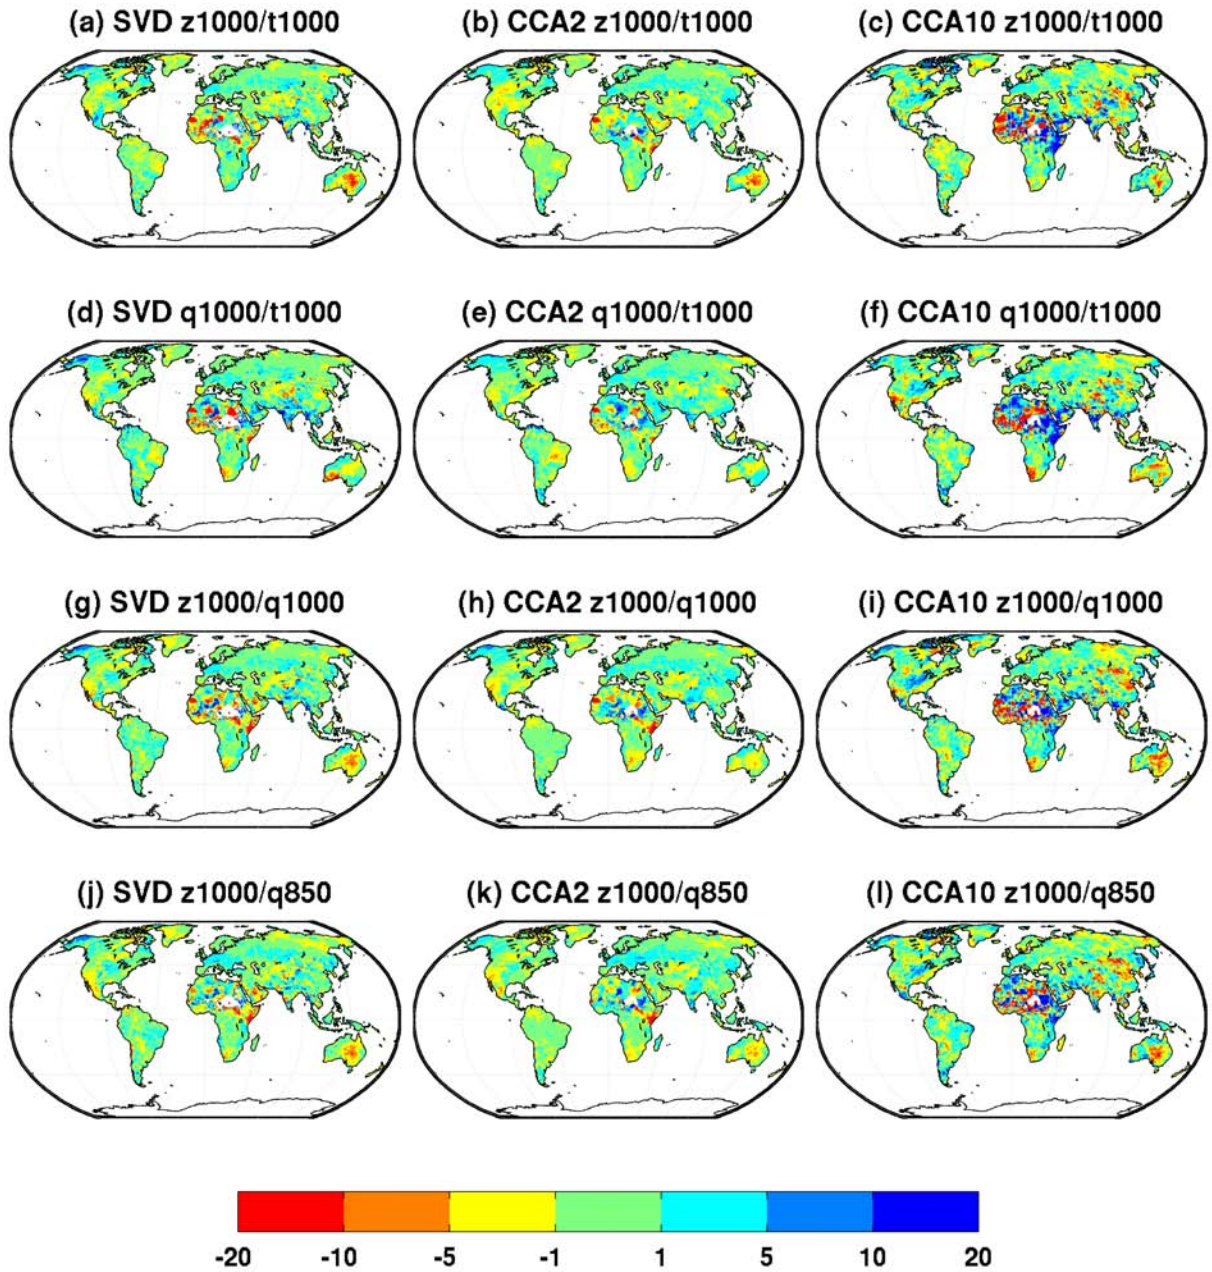 (a) SVD z1000/t1000
(b) CCA2 z1000/t1000
(c) CCA10 z1000/t1000
(d) SVD q1000/t1000
(e) CCA2 q1000/t1000
(f) CCA10 q1000/t1000
(g) SVD z1000/q1000
(h) CCA2 z1000/q1000
(i) CCA10 z1000/q1000
(j) SVD z1000/q850
(k) CCA2 z1000/q850
(l) CCA10 z1000/q850
-20 -10 -5 -1 1 5 10 20